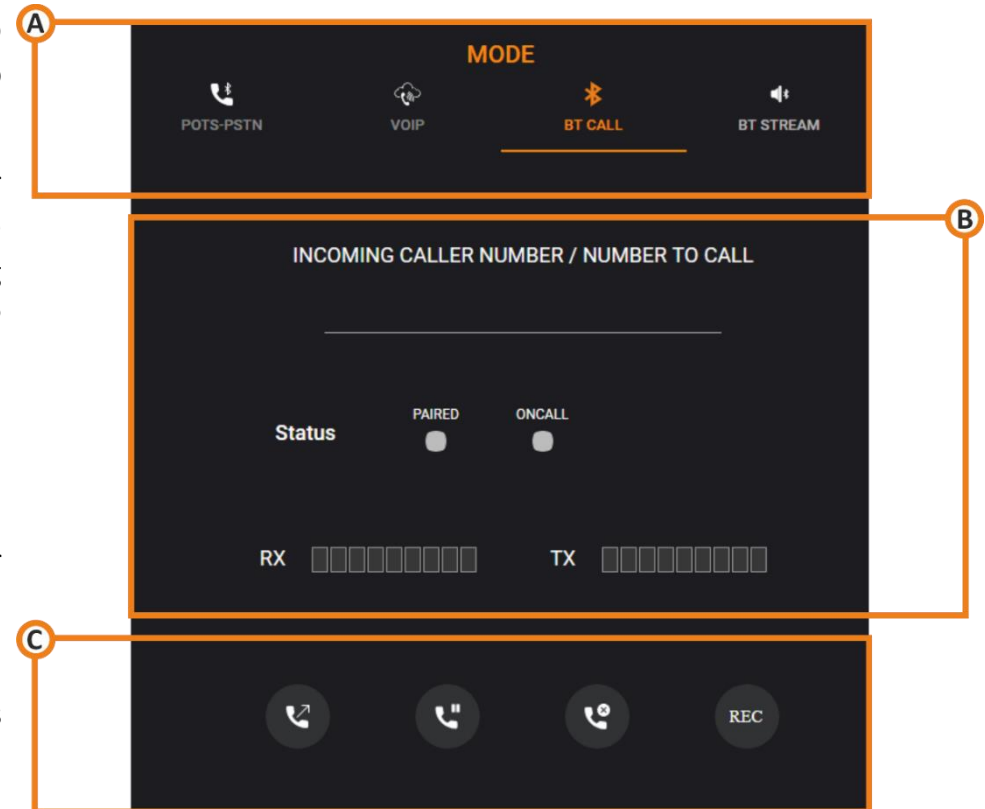 A
MODE
POTS-PSTN VOIP BT CALL BT STREAM
B
INCOMING CALLER NUMBER / NUMBER TO CALL
Status PAIRED ONCALL
RX TX
C
REC